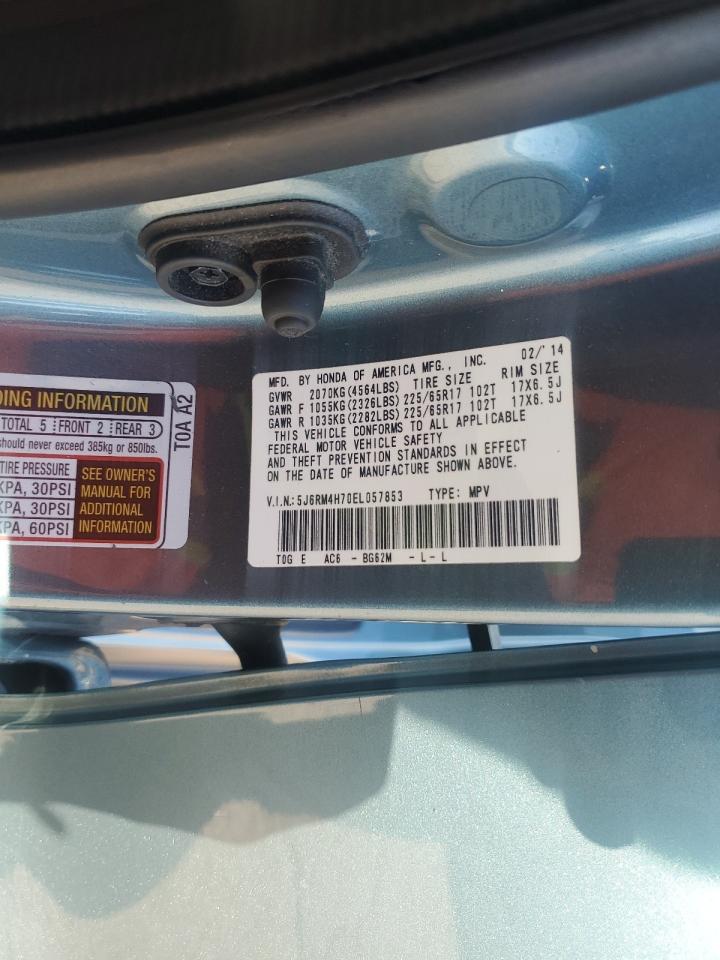 DING INFORMATION
TOTAL 5 FRONT 2 REAR 3
should never exceed 385kg or 850lbs.
TIRE PRESSURE
KPA, 30PSI
KPA, 30PSI
KPA, 60PSI
SEE OWNER'S
MANUAL FOR
ADDITIONAL
INFORMATION
T0A A2
MFD. BY HONDA OF AMERICA MFG., INC. 02/'14
GVWR 2070KG(4564LBS) TIRE SIZE RIM SIZE
GAWR F 1055KG(2326LBS) 225/65R17 102T 17X6.5J
GAWR R 1035KG(2282LBS) 225/65R17 102T 17X6.5J
THIS VEHICLE CONFORMS TO ALL APPLICABLE
FEDERAL MOTOR VEHICLE SAFETY
AND THEFT PREVENTION STANDARDS IN EFFECT
ON THE DATE OF MANUFACTURE SHOWN ABOVE.
V.I.N.: 5J6RM4H70EL057853 TYPE: MPV
T0G E AC6 - BG62M - L - L